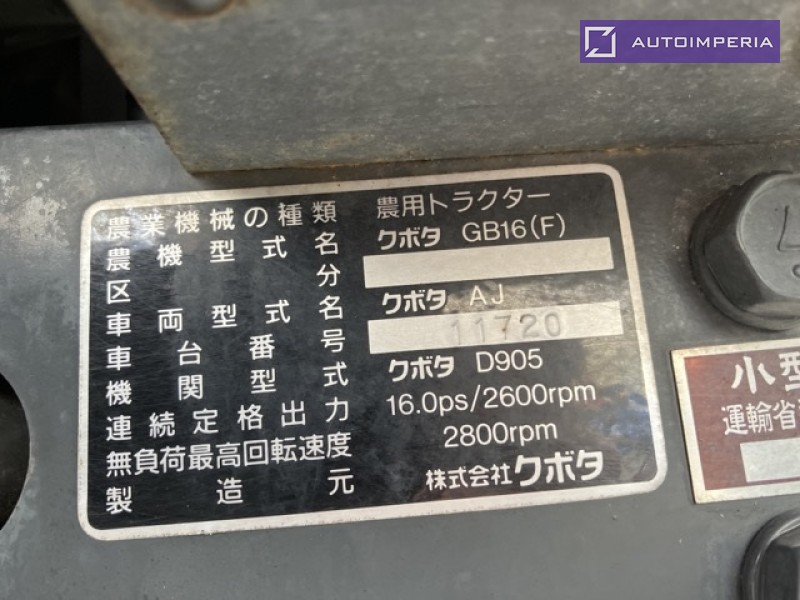 AUTOIMPERIA
農業機械の種類 農用トラクター
農機型式名 クボタ GB16(F)
区分
車両型式名 クボタ AJ
車台番号 11720
機関型式 クボタ D905
連続定格出力 16.0ps/2600rpm
無負荷最高回転速度 2800rpm
製造元 株式会社クボタ
小型
運輸省